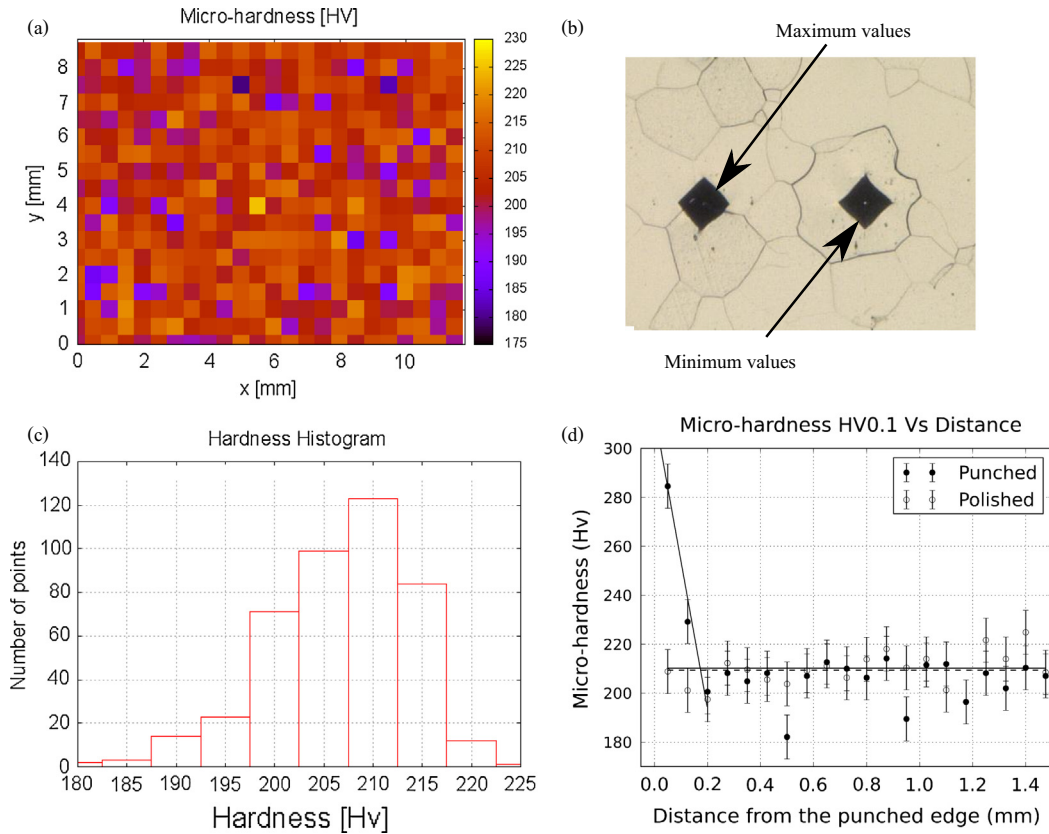 (a)
Micro-hardness [HV]
8
7
6
5
4
3
2
1
0
y [mm]
0 2 4 6 8 10
x [mm]
230
225
220
215
210
205
200
195
190
185
180
175
(b)
Maximum values
Minimum values
(c)
Hardness Histogram
140
120
100
80
60
40
20
0
Number of points
180 185 190 195 200 205 210 215 220 225
Hardness [Hv]
(d)
Micro-hardness HV0.1 Vs Distance
300
280
260
240
220
200
180
Micro-hardness (Hv)
Punched
Polished
0.0 0.2 0.4 0.6 0.8 1.0 1.2 1.4
Distance from the punched edge (mm)